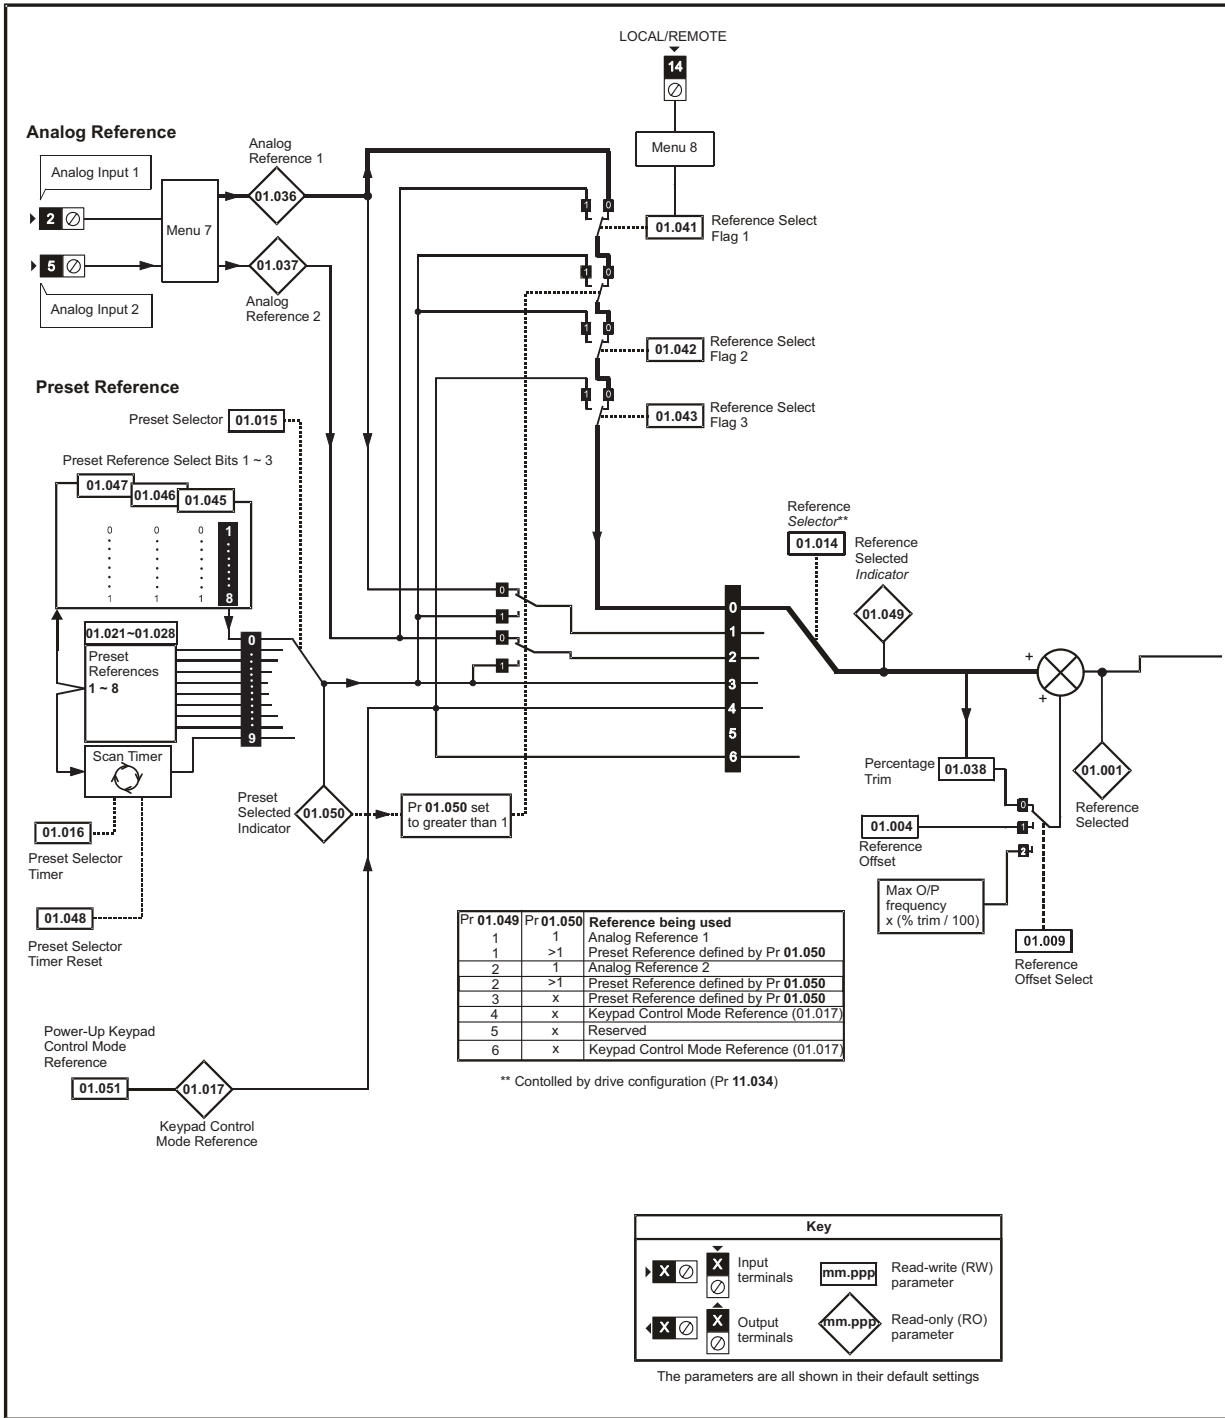 LOCAL/REMOTE
14
Menu 8
Analog Reference
Analog Input 1
2
Menu 7
5
Analog Input 2
Analog
Reference 1
01.036
01.037
Analog
Reference 2
1 0
01.041
Reference Select
Flag 1
1 0
1 0
01.042
Reference Select
Flag 2
1 0
01.043
Reference Select
Flag 3
Preset Reference
Preset Selector
01.015
Preset Reference Select Bits 1 ~ 3
01.047
01.046
01.045
0 0 0 1
1 1 1 8
01.021~01.028
Preset
References
1 ~ 8
0
9
Scan Timer
01.016
Preset Selector
Timer
01.048
Preset Selector
Timer Reset
Preset
Selected
Indicator
01.050
Pr 01.050 set
to greater than 1
0
1
0
1
0
1
2
3
4
5
6
Reference
Selector**
01.014
Reference
Selected
Indicator
01.049
+
+
Percentage
Trim
01.038
01.001
Reference
Selected
01.004
Reference
Offset
0
1
2
Max O/P
frequency
x (% trim / 100)
01.009
Reference
Offset Select
Pr 01.049 Pr 01.050 Reference being used
1 1 Analog Reference 1
1 >1 Preset Reference defined by Pr 01.050
2 1 Analog Reference 2
2 >1 Preset Reference defined by Pr 01.050
3 x Preset Reference defined by Pr 01.050
4 x Keypad Control Mode Reference (01.017)
5 x Reserved
6 x Keypad Control Mode Reference (01.017)
** Contolled by drive configuration (Pr 11.034)
Power-Up Keypad
Control Mode
Reference
01.051
01.017
Keypad Control
Mode Reference
Key
X
X
Input
terminals
mm.ppp
Read-write (RW)
parameter
X
X
Output
terminals
mm.ppp
Read-only (RO)
parameter
The parameters are all shown in their default settings